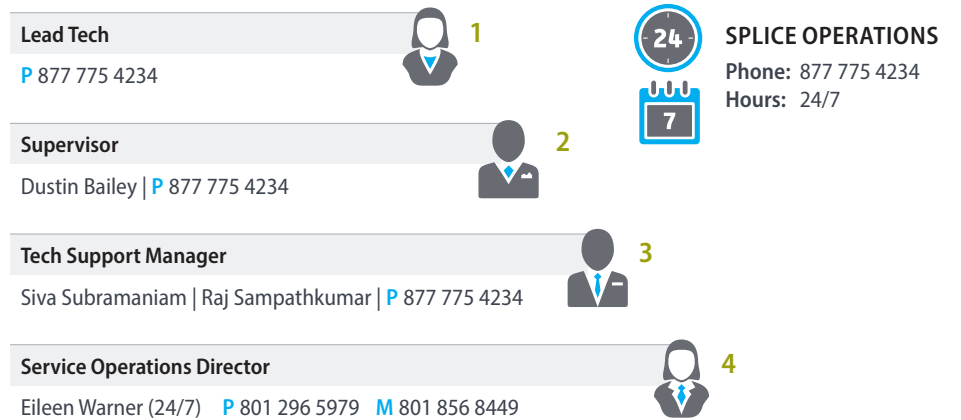 Lead Tech
1
P 877 775 4234
Supervisor
2
Dustin Bailey | P 877 775 4234
Tech Support Manager
3
Siva Subramaniam | Raj Sampathkumar | P 877 775 4234
Service Operations Director
4
Eileen Warner (24/7) P 801 296 5979 M 801 856 8449
24
7
SPLICE OPERATIONS
Phone: 877 775 4234
Hours: 24/7